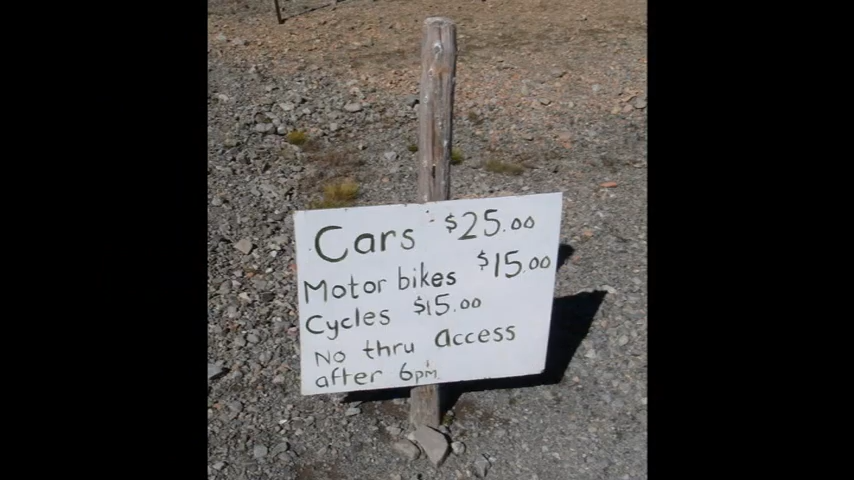 Cars $25.00
Motor bikes $15.00
Cycles $15.00
No thru access
after 6pm